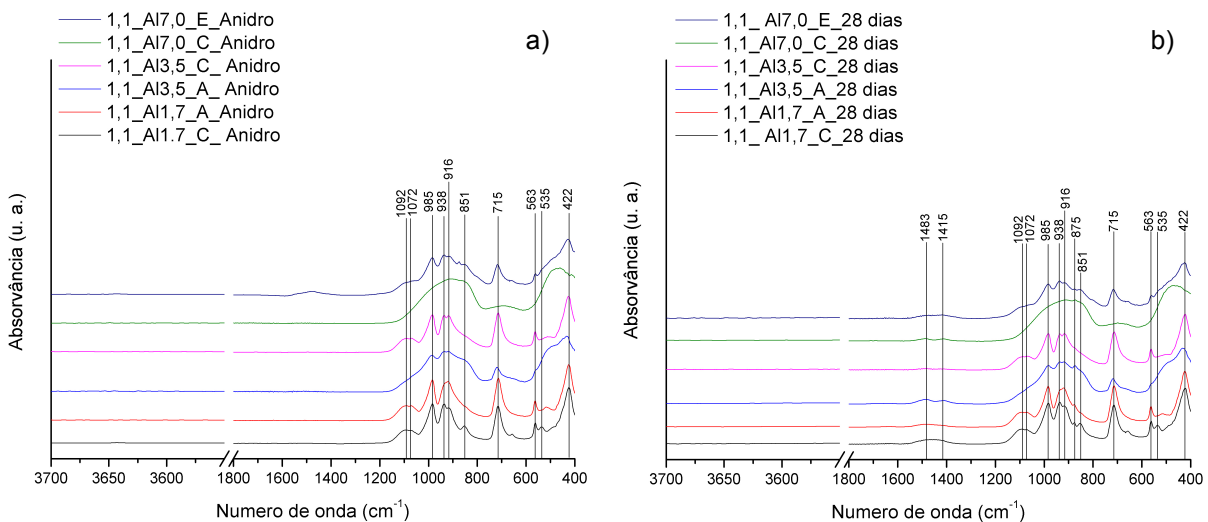 1,1_Al7,0_E_Anidro
1,1_Al7,0_C_Anidro
1,1_Al3,5_C_ Anidro
1,1_Al3,5_A_ Anidro
1,1_Al1,7_A_Anidro
1,1_Al1.7_C_ Anidro
a)
Absorvância (u. a.)
1092
1072
985
938
916
851
715
563
535
422
3700
3650
3600
1800
1000
800
600
400
Numero de onda (cm-1)
1,1_ Al7,0_E_28 dias
1,1_ Al7,0_C_28 dias
1,1_Al3,5_C_28 dias
1,1_Al3,5_A_28 dias
1,1_Al1,7_A_28 dias
1,1_ Al1,7_C_28 dias
b)
Absorvância (u. a.)
1483
1415
1092
1072
985
938
916
875
851
715
563
535
422
3700
3650
3600
1800
1600
1400
1200
1000
800
600
400
Numero de onda (cm-1)